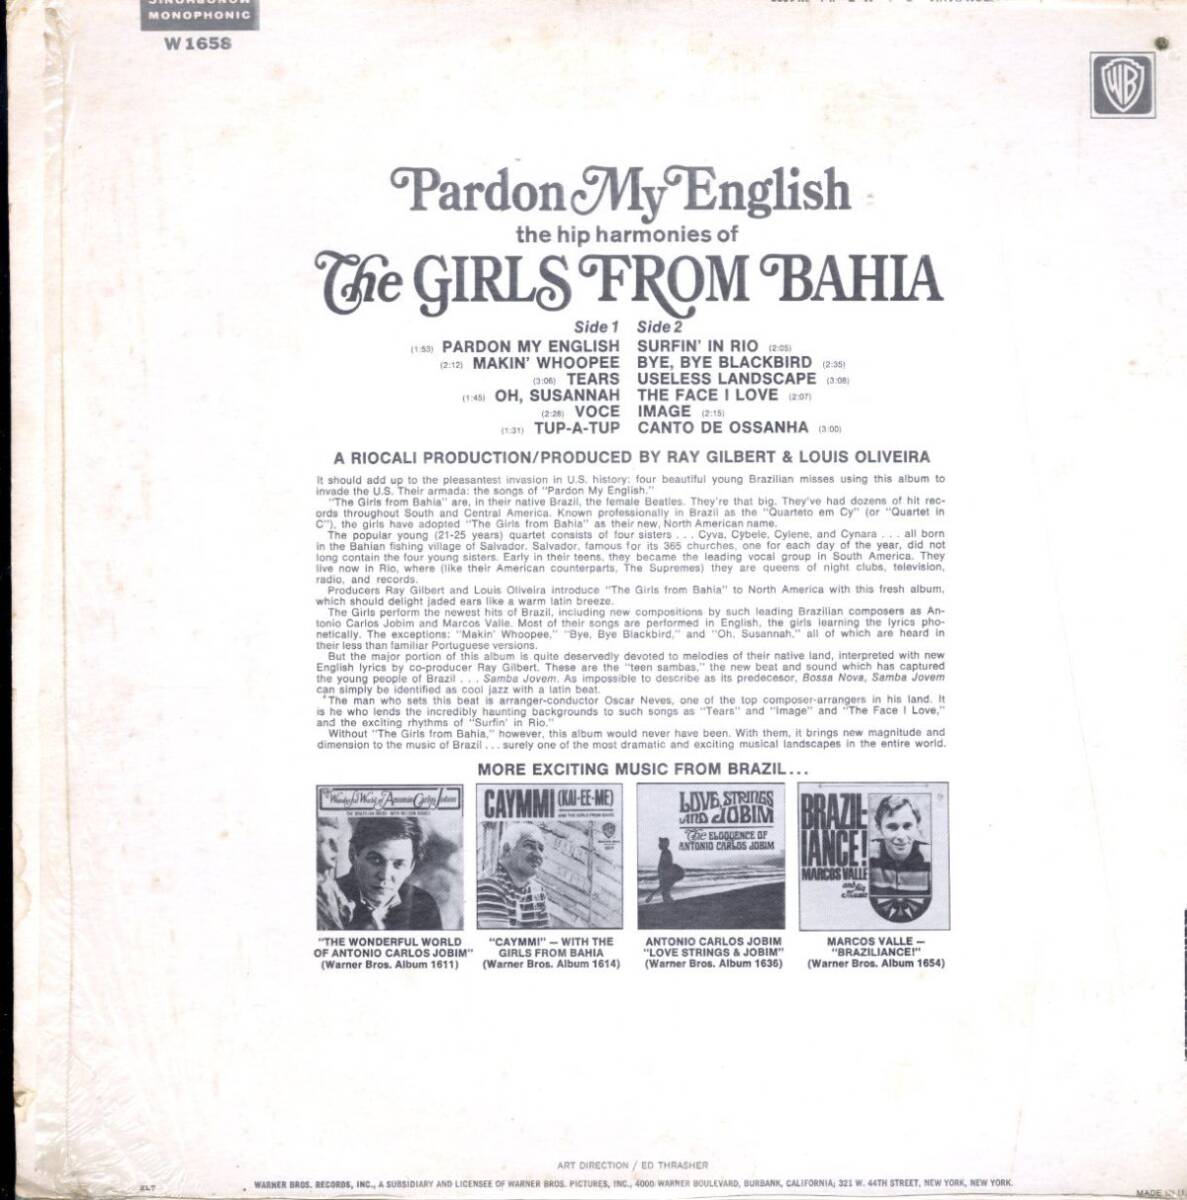 MONOPHONIC
W 1658
WB
Pardon My English
the hip harmonies of
The GIRLS FROM BAHIA
Side 1 Side 2
(1:53) PARDON MY ENGLISH SURFIN' IN RIO (2:05)
(2:12) MAKIN' WHOOPEE BYE, BYE BLACKBIRD (2:35)
(3:06) TEARS USELESS LANDSCAPE (3:08)
(1:45) OH, SUSANNAH THE FACE I LOVE (2:07)
(2:28) VOCE IMAGE (2:15)
(1:31) TUP-A-TUP CANTO DE OSSANHA (3:00)
A RIOCALI PRODUCTION/PRODUCED BY RAY GILBERT & LOUIS OLIVEIRA
It should add up to the pleasantest invasion in U.S. history: four beautiful young Brazilian misses using this album to
invade the U.S. Their armada: the songs of "Pardon My English."
"The Girls from Bahia" are, in their native Brazil, the female Beatles. They're that big. They've had dozens of hit rec-
ords throughout South and Central America. Known professionally in Brazil as the "Quarteto em Cy" (or "Quartet in
C"), the girls have adopted "The Girls from Bahia" as their new, North American name.
The popular young (21-25 years) quartet consists of four sisters . . . Cyva, Cybele, Cylene, and Cynara . . . all born
in the Bahian fishing village of Salvador. Salvador, famous for its 365 churches, one for each day of the year, did not
long contain the four young sisters. Early in their teens, they became the leading vocal group in South America. They
live now in Rio, where (like their American counterparts, The Supremes) they are queens of night clubs, television,
radio, and records.
Producers Ray Gilbert and Louis Oliveira introduce "The Girls from Bahia" to North America with this fresh album,
which should delight jaded ears like a warm latin breeze.
The Girls perform the newest hits of Brazil, including new compositions by such leading Brazilian composers as An-
tonio Carlos Jobim and Marcos Valle. Most of their songs are performed in English, the girls learning the lyrics pho-
netically. The exceptions: "Makin' Whoopee," "Bye, Bye Blackbird," and "Oh, Susannah," all of which are heard in
their less than familiar Portuguese versions.
But the major portion of this album is quite deservedly devoted to melodies of their native land, interpreted with new
English lyrics by co-producer Ray Gilbert. These are the "teen sambas," the new beat and sound which has captured
the young people of Brazil . . . Samba Jovem. As impossible to describe as its predecesor, Bossa Nova, Samba Jovem
can simply be identified as cool jazz with a latin beat.
The man who sets this beat is arranger-conductor Oscar Neves, one of the top composer-arrangers in his land. It
is he who lends the incredibly haunting backgrounds to such songs as "Tears" and "Image" and "The Face I Love,"
and the exciting rhythms of "Surfin' in Rio."
Without "The Girls from Bahia," however, this album would never have been. With them, it brings new magnitude and
dimension to the music of Brazil . . . surely one of the most dramatic and exciting musical landscapes in the entire world.
MORE EXCITING MUSIC FROM BRAZIL...
Wonderful World of Antonio Carlos Jobim
CAYMMI (KAI-EE-ME)
AND THE GIRLS FROM BAHIA
LOVE, STRINGS
AND JOBIM
The ELOQUENCE OF
ANTONIO CARLOS JOBIM
BRAZIL-
IANCE!
MARCOS VALLE
and his
Music
"THE WONDERFUL WORLD
OF ANTONIO CARLOS JOBIM"
(Warner Bros. Album 1611)
"CAYMMI" — WITH THE
GIRLS FROM BAHIA
(Warner Bros. Album 1614)
ANTONIO CARLOS JOBIM
"LOVE STRINGS & JOBIM"
(Warner Bros. Album 1636)
MARCOS VALLE —
"BRAZILIANCE!"
(Warner Bros. Album 1654)
ART DIRECTION / ED THRASHER
WARNER BROS. RECORDS, INC., A SUBSIDIARY AND LICENSEE OF WARNER BROS. PICTURES, INC., 4000 WARNER BOULEVARD, BURBANK, CALIFORNIA; 321 W. 44TH STREET, NEW YORK, NEW YORK.
MADE IN